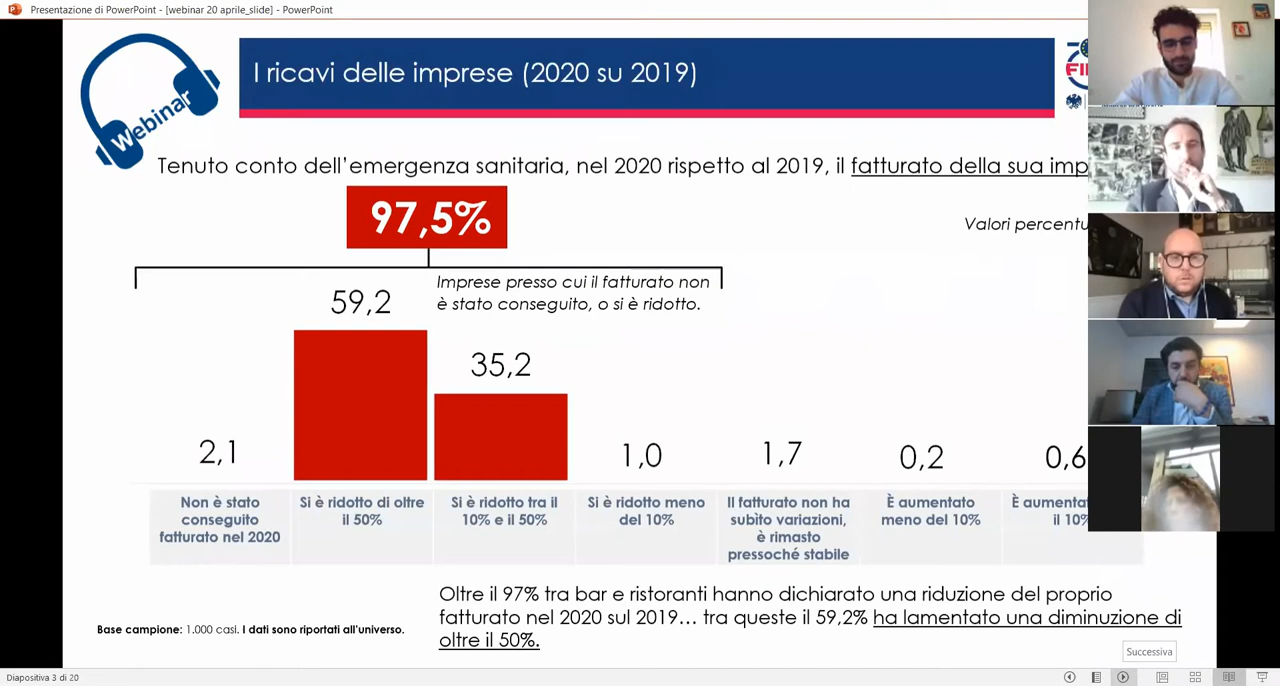 Presentazione di PowerPoint - [webinar 20 aprile_slide] - PowerPoint
Webinar
I ricavi delle imprese (2020 su 2019)
Tenuto conto dell'emergenza sanitaria, nel 2020 rispetto al 2019, il fatturato della sua
97,5%
Imprese presso cui il fatturato non
è stato conseguito, o si è ridotto.
2,1
59,2
35,2
1,0
1,7
0,2
0,6
Non è stato
conseguito
fatturato nel 2020
Si è ridotto di oltre
il 50%
Si è ridotto tra il
10% e il 50%
Si è ridotto meno
del 10%
Il fatturato non ha
subìto variazioni,
è rimasto
pressoché stabile
È aumentato
meno del 10%
È
il
Oltre il 97% tra bar e ristoranti hanno dichiarato una riduzione del proprio
fatturato nel 2020 sul 2019… tra queste il 59,2% ha lamentato una diminuzione di
oltre il 50%.
Base campione: 1.000 casi. I dati sono riportati all'universo.
Successiva
Diapositiva 3 di 20